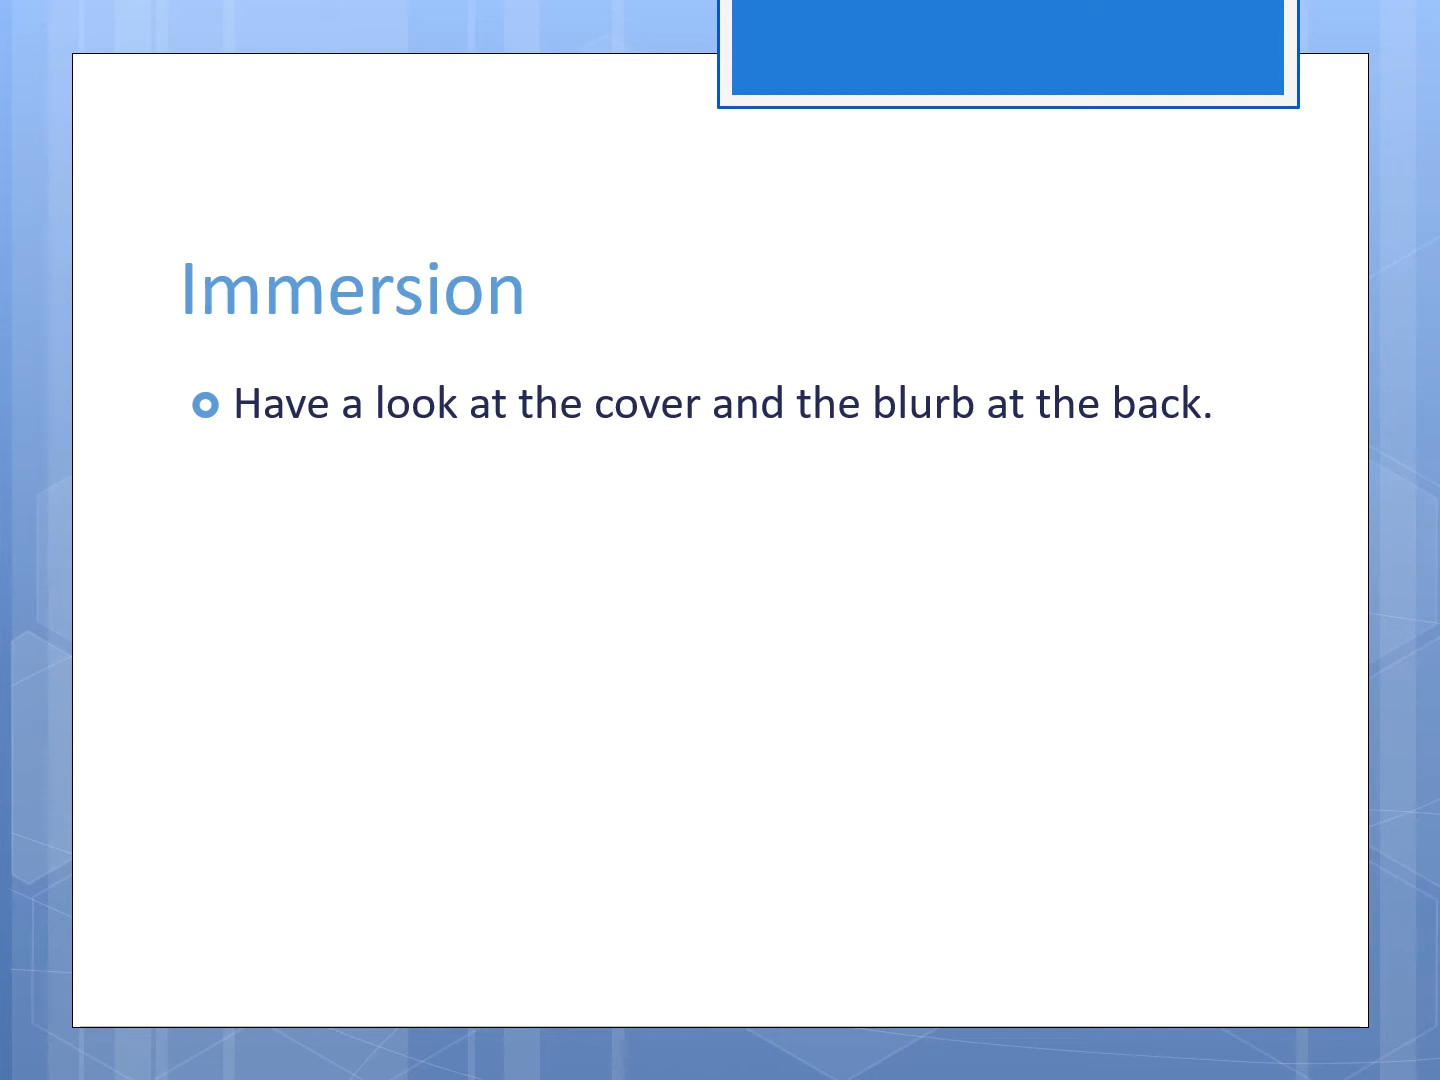 Immersion
Have a look at the cover and the blurb at the back.